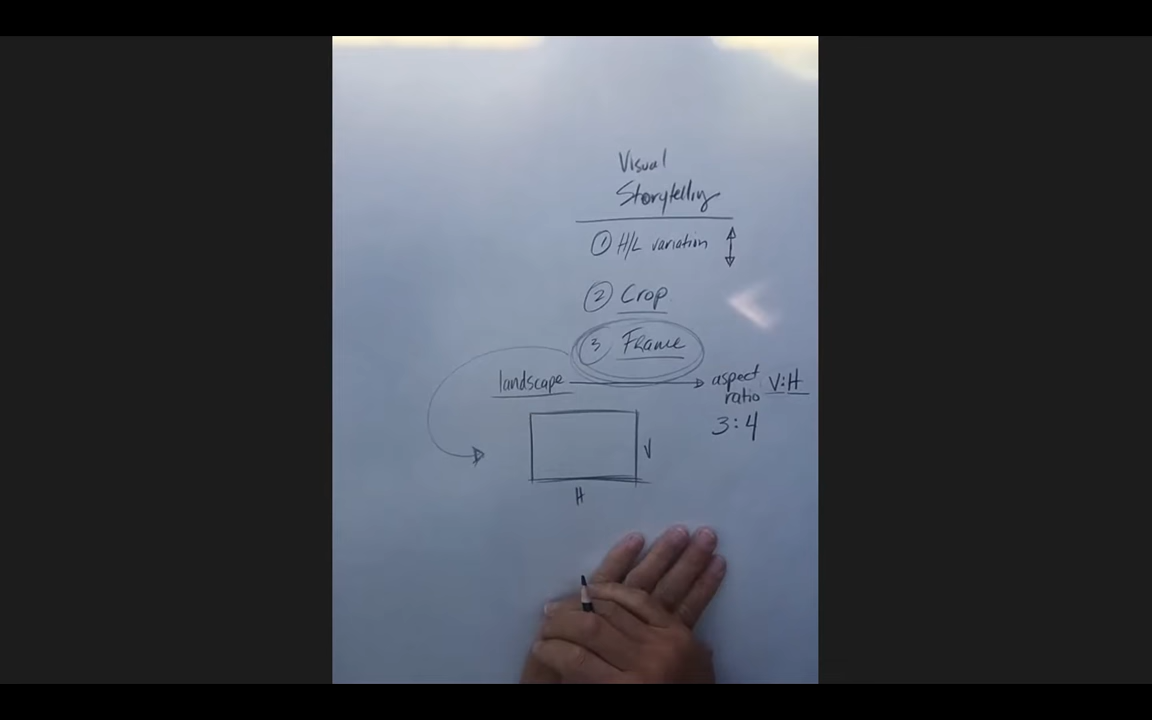 Visual
Storytelling
① H/L variation
② Crop
③ Frame
landscape
aspect
ratio V:H
3:4
V
H